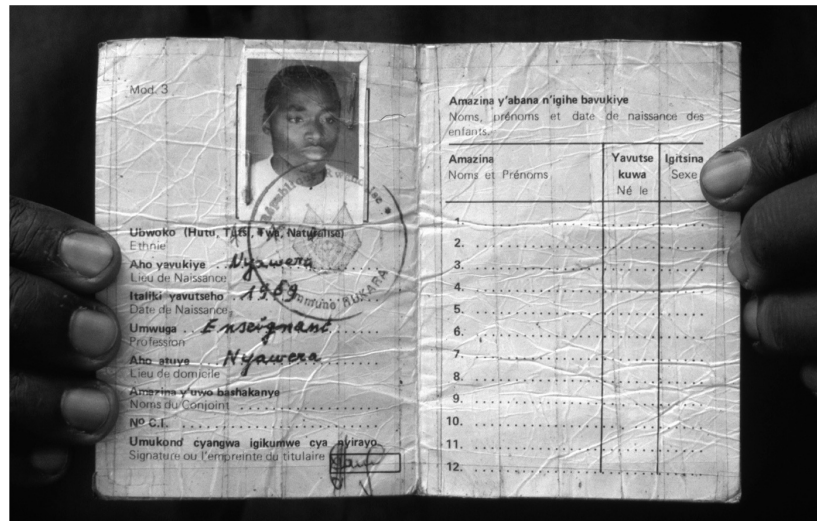 Mod. 3
République Rwandaise
Commune RUKARA
Ubwoko (Hutu, Tutsi, Twa, Naturalisé)
Ethnie
Aho yavukiye . . Nyawera
Lieu de Naissance
Italiki yavutseho . . 1959
Date de Naissance
Umwuga . . Enseignant . . . . .
Profession
Aho atuye . . Nyawera . . . . .
Lieu de domicile
Amazina y'uwo bashakanye
Noms du Conjoint . . . . . . . . . . . . . . . . . . .
Nº C.I. . . . . . . . . . . . . . . . . . . . . . . . . . . . .
Umukono cyangwa igikumwe cya nyirayo
Signature ou l'empreinte du titulaire
Amazina y'abana n'igihe bavukiye
Noms, prénoms et date de naissance des
enfants.
Amazina Yavutse Igitsina
Noms et Prénoms kuwa Sexe
Né le
1. . . . . . . . . . . . . . . . . . . .
2. . . . . . . . . . . . . . . . . . . .
3. . . . . . . . . . . . . . . . . . . .
4. . . . . . . . . . . . . . . . . . . .
5. . . . . . . . . . . . . . . . . . . .
6. . . . . . . . . . . . . . . . . . . .
7. . . . . . . . . . . . . . . . . . . .
8. . . . . . . . . . . . . . . . . . . .
9. . . . . . . . . . . . . . . . . . . .
10. . . . . . . . . . . . . . . . . . . .
11. . . . . . . . . . . . . . . . . . . .
12. . . . . . . . . . . . . . . . . . . .